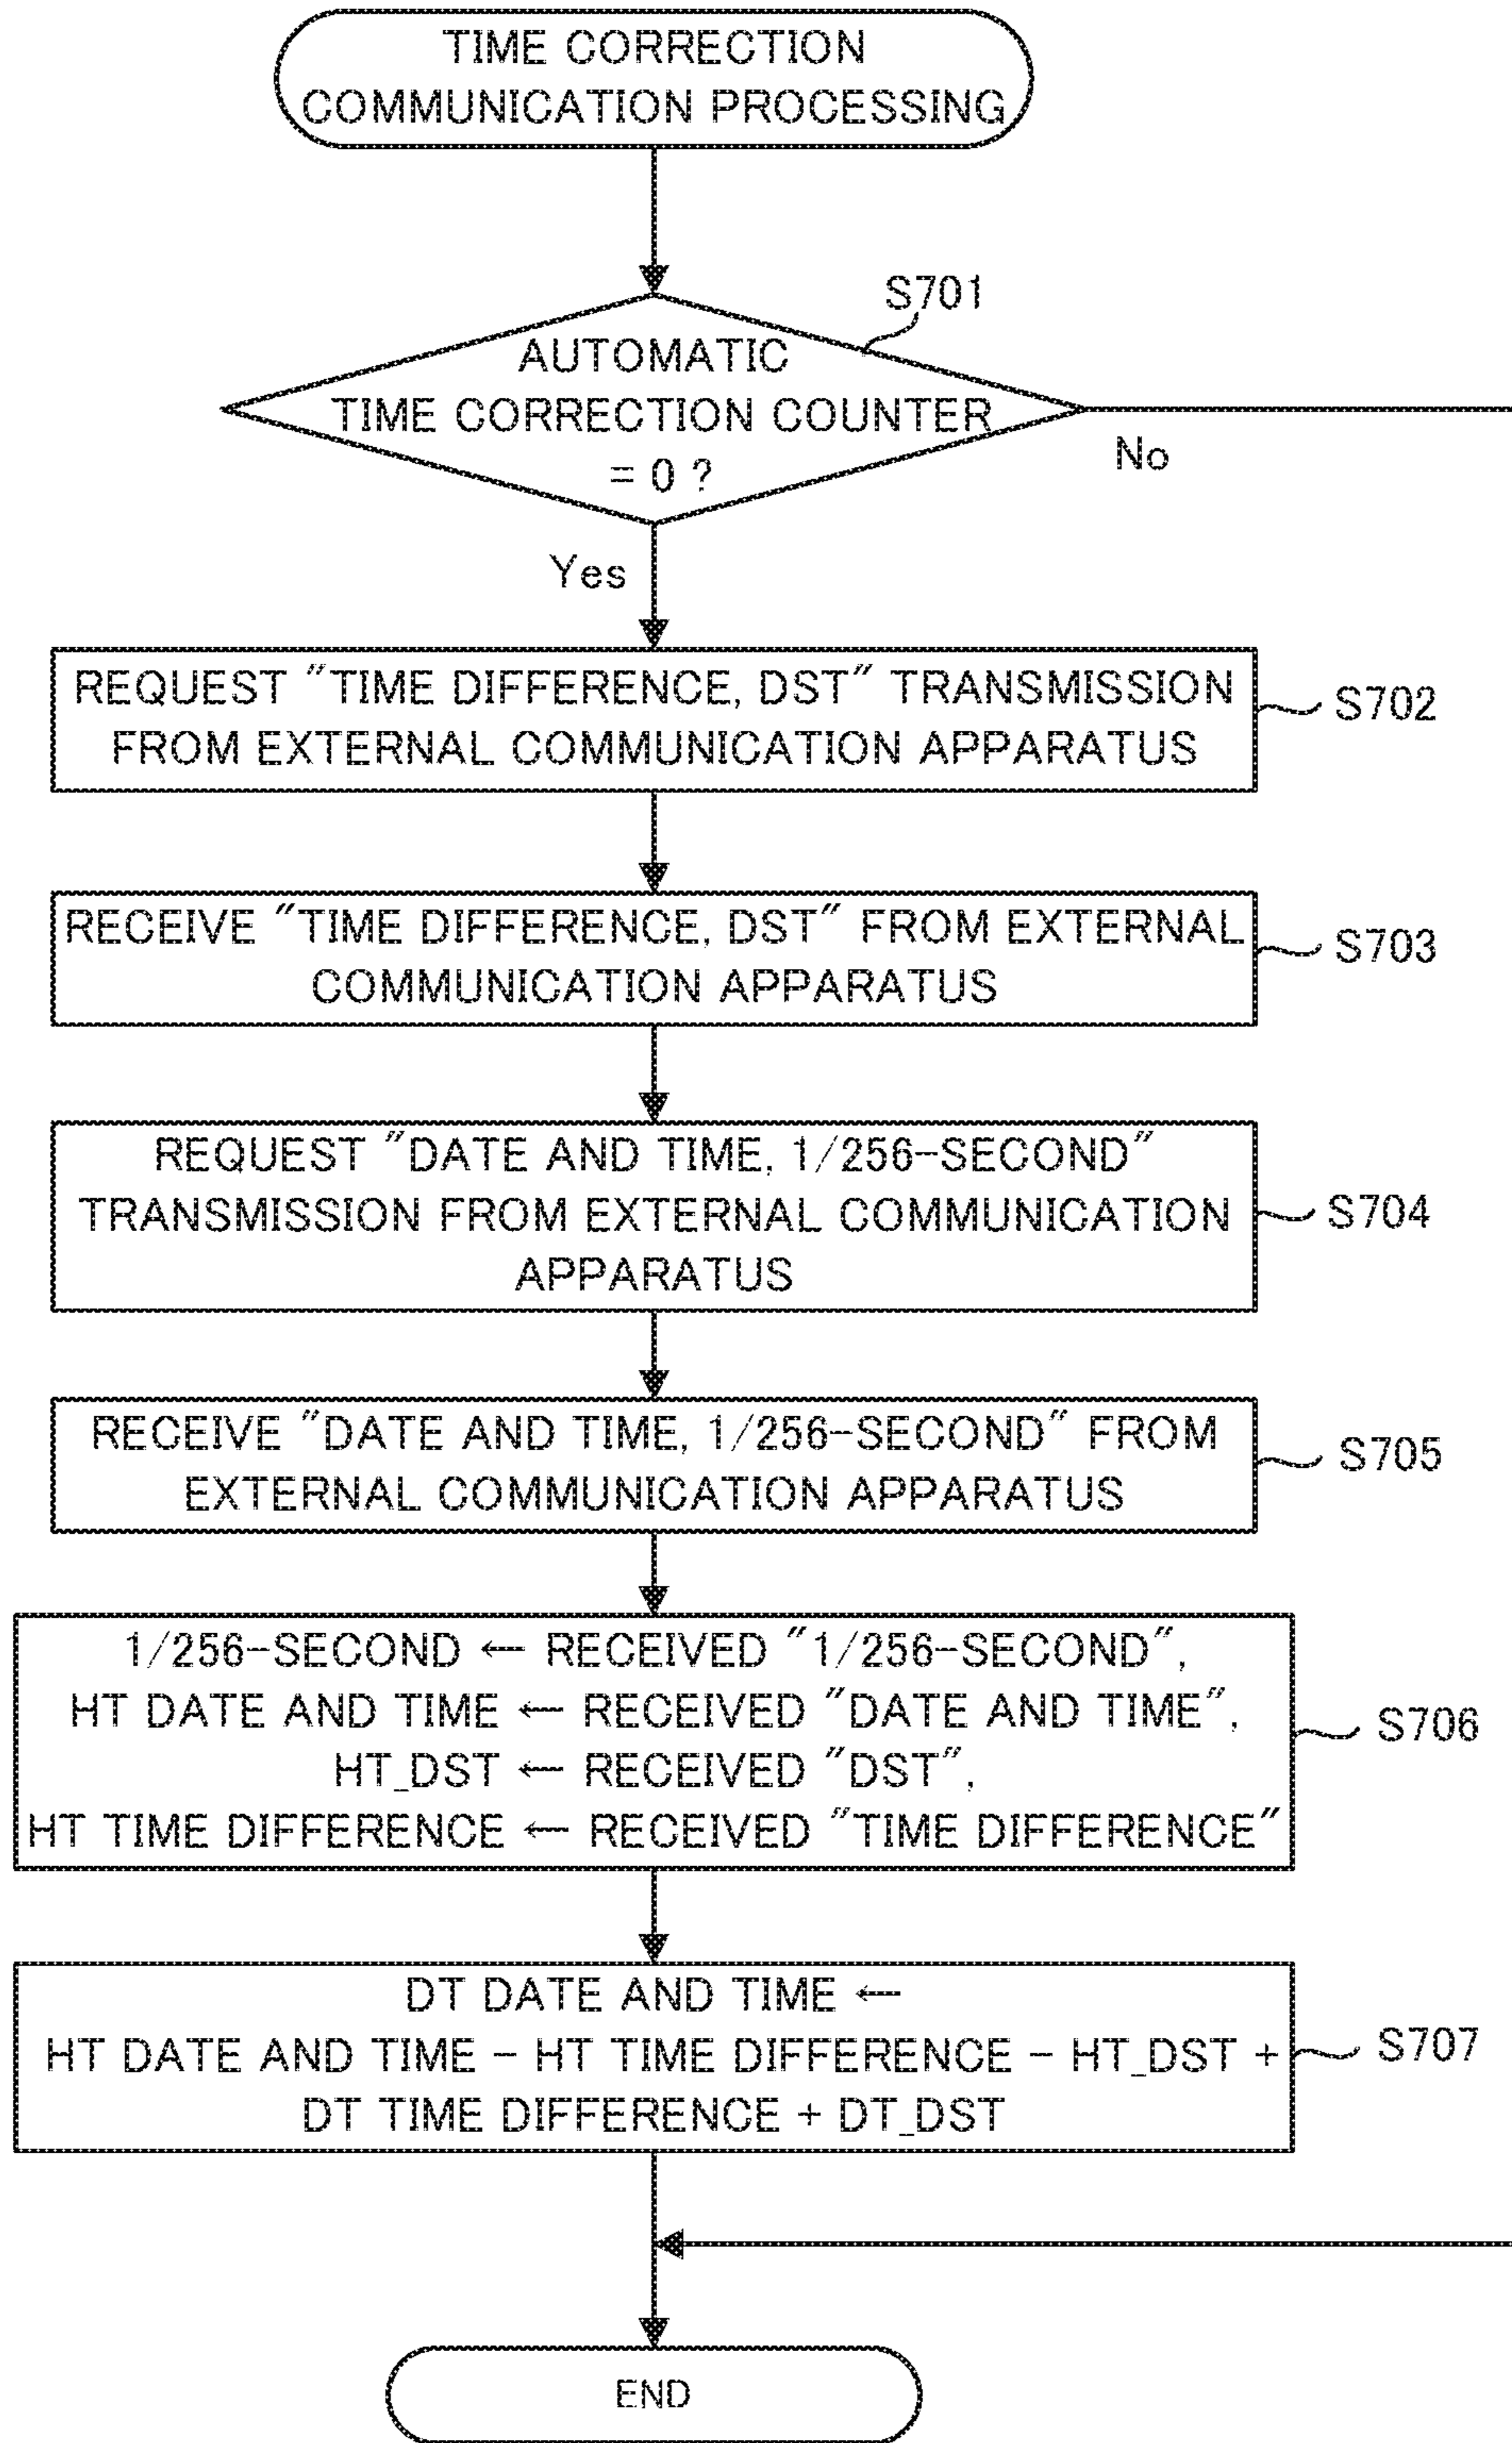 TIME CORRECTION
COMMUNICATION PROCESSING
S701
AUTOMATIC
TIME CORRECTION COUNTER
= 0 ?
No
Yes
REQUEST "TIME DIFFERENCE, DST" TRANSMISSION
FROM EXTERNAL COMMUNICATION APPARATUS
S702
RECEIVE "TIME DIFFERENCE, DST" FROM EXTERNAL
COMMUNICATION APPARATUS
S703
REQUEST "DATE AND TIME, 1/256-SECOND"
TRANSMISSION FROM EXTERNAL COMMUNICATION
APPARATUS
S704
RECEIVE "DATE AND TIME, 1/256-SECOND" FROM
EXTERNAL COMMUNICATION APPARATUS
S705
1/256-SECOND ← RECEIVED "1/256-SECOND",
HT DATE AND TIME ← RECEIVED "DATE AND TIME",
HT_DST ← RECEIVED "DST",
HT TIME DIFFERENCE ← RECEIVED "TIME DIFFERENCE"
S706
DT DATE AND TIME ←
HT DATE AND TIME - HT TIME DIFFERENCE - HT_DST +
DT TIME DIFFERENCE + DT_DST
S707
END